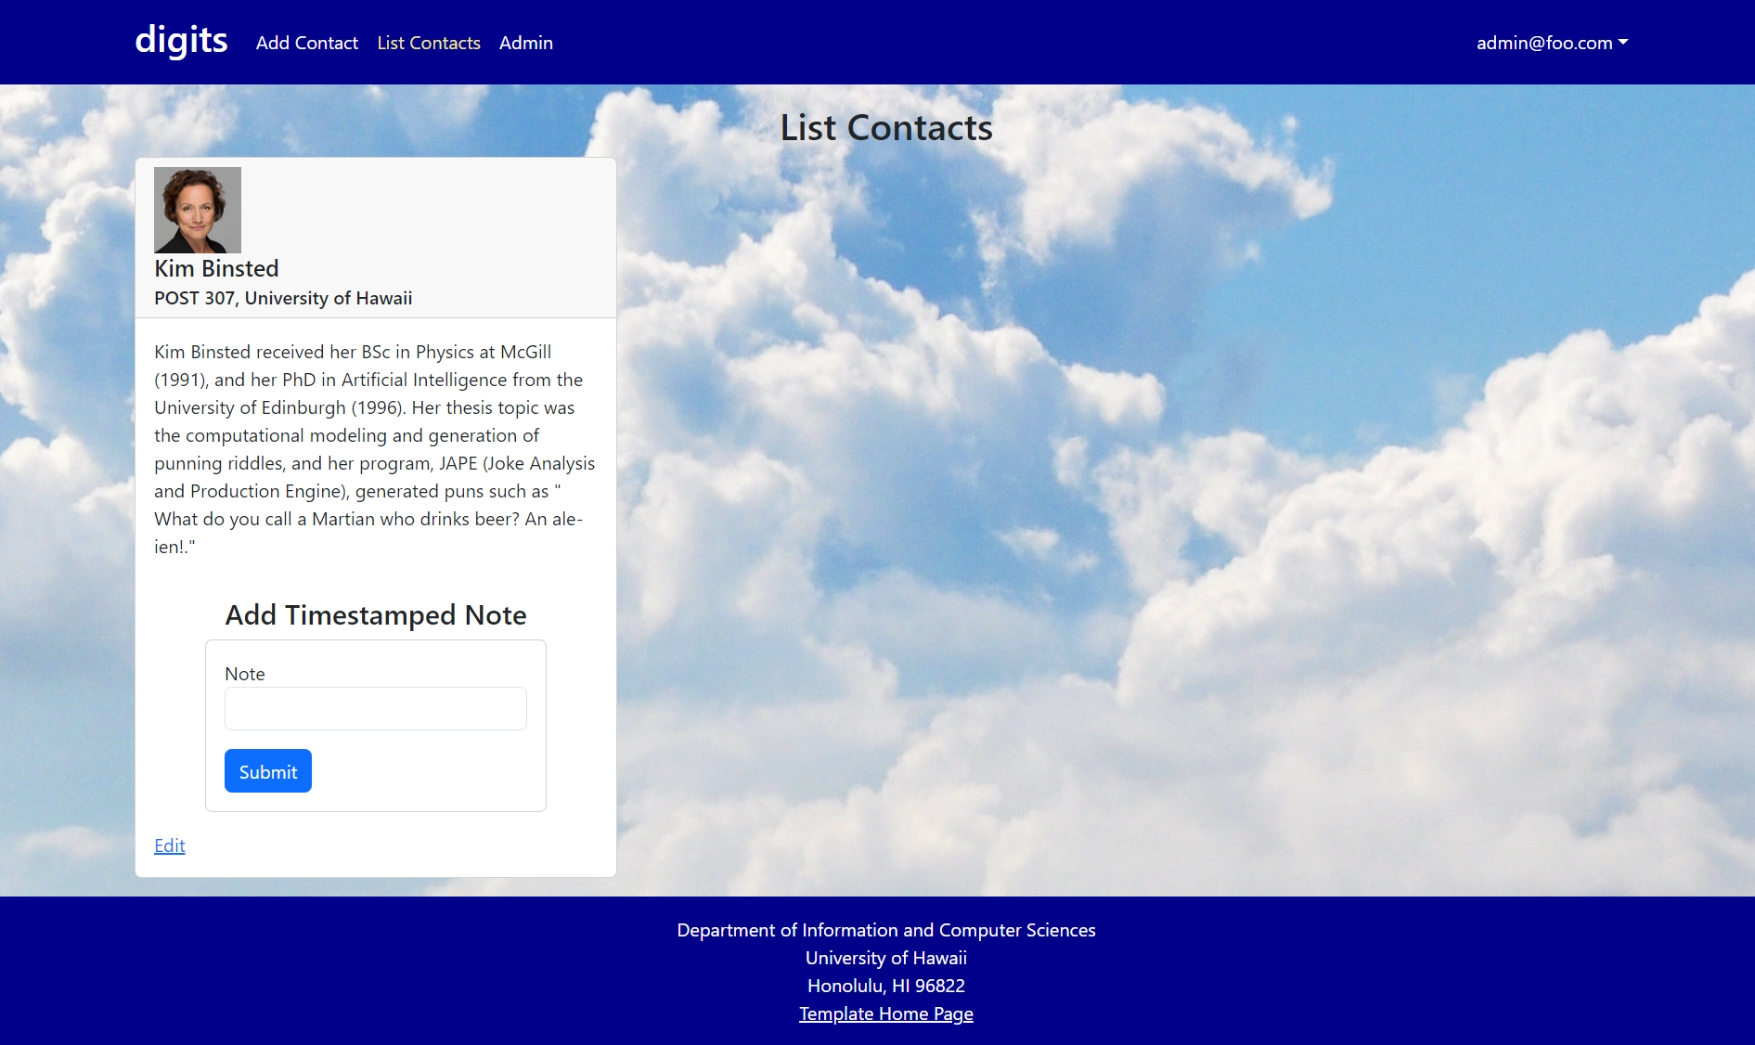 digits
Add Contact
List Contacts
Admin
admin@foo.com
List Contacts
Kim Binsted
POST 307, University of Hawaii
Kim Binsted received her BSc in Physics at McGill
(1991), and her PhD in Artificial Intelligence from the
University of Edinburgh (1996). Her thesis topic was
the computational modeling and generation of
punning riddles, and her program, JAPE (Joke Analysis
and Production Engine), generated puns such as "
What do you call a Martian who drinks beer? An ale-
ien!."
Add Timestamped Note
Note
Submit
Edit
Department of Information and Computer Sciences
University of Hawaii
Honolulu, HI 96822
Template Home Page